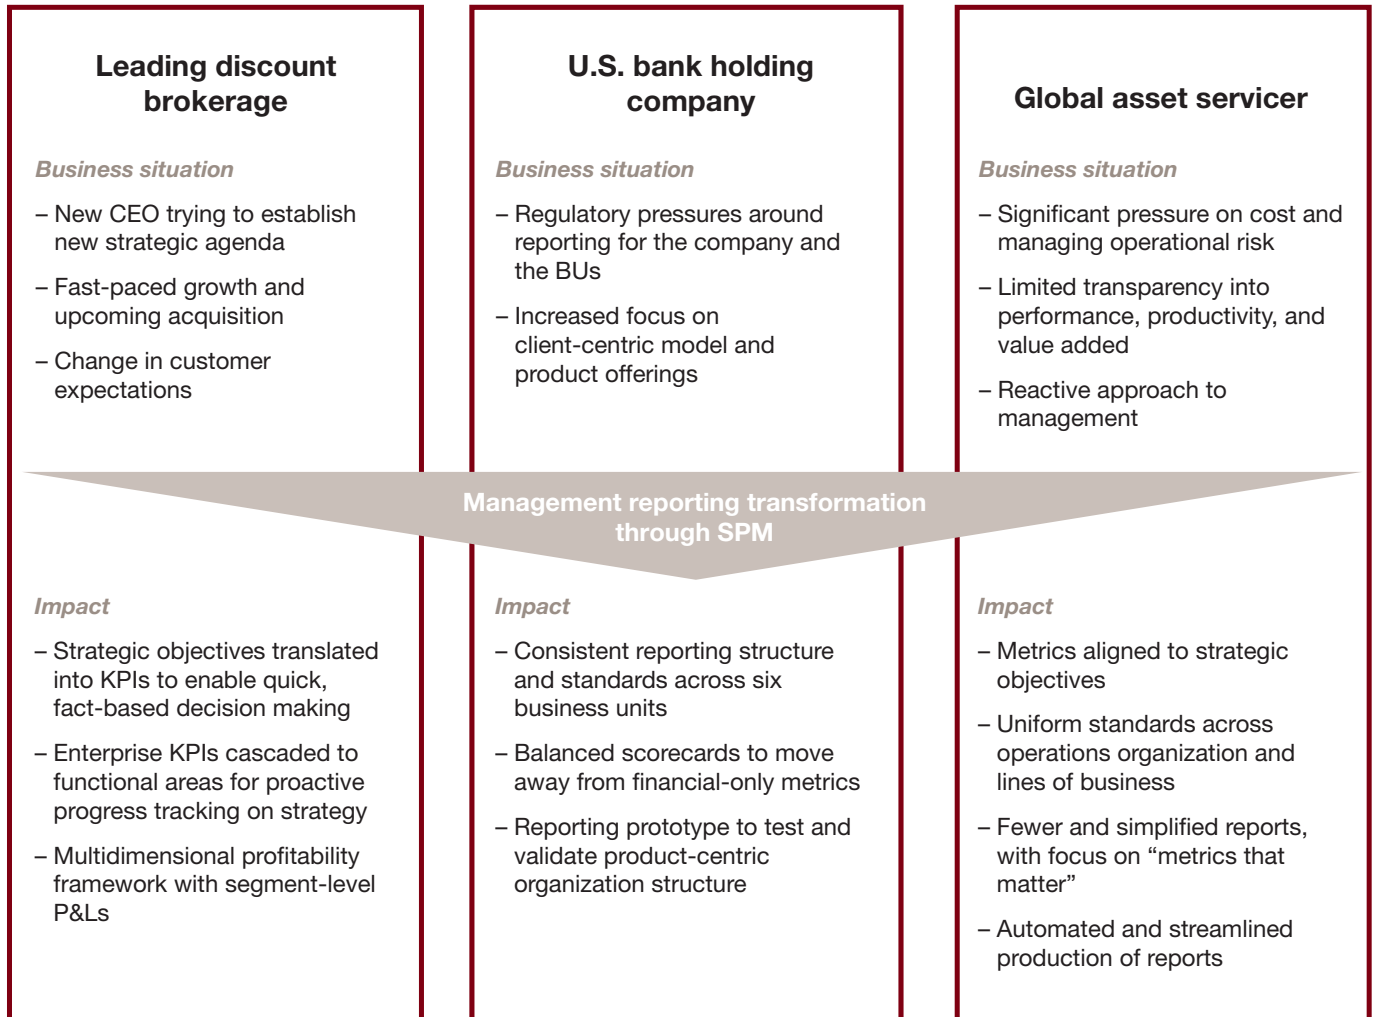 Leading discount
brokerage
Business situation
– New CEO trying to establish
new strategic agenda
– Fast-paced growth and
upcoming acquisition
– Change in customer
expectations
U.S. bank holding
company
Business situation
– Regulatory pressures around
reporting for the company and
the BUs
– Increased focus on
client-centric model and
product offerings
Global asset servicer
Business situation
– Significant pressure on cost and
managing operational risk
– Limited transparency into
performance, productivity, and
value added
– Reactive approach to
management
Management reporting transformation
through SPM
Impact
– Strategic objectives translated
into KPIs to enable quick,
fact-based decision making
– Enterprise KPIs cascaded to
functional areas for proactive
progress tracking on strategy
– Multidimensional profitability
framework with segment-level
P&Ls
Impact
– Consistent reporting structure
and standards across six
business units
– Balanced scorecards to move
away from financial-only metrics
– Reporting prototype to test and
validate product-centric
organization structure
Impact
– Metrics aligned to strategic
objectives
– Uniform standards across
operations organization and
lines of business
– Fewer and simplified reports,
with focus on “metrics that
matter”
– Automated and streamlined
production of reports